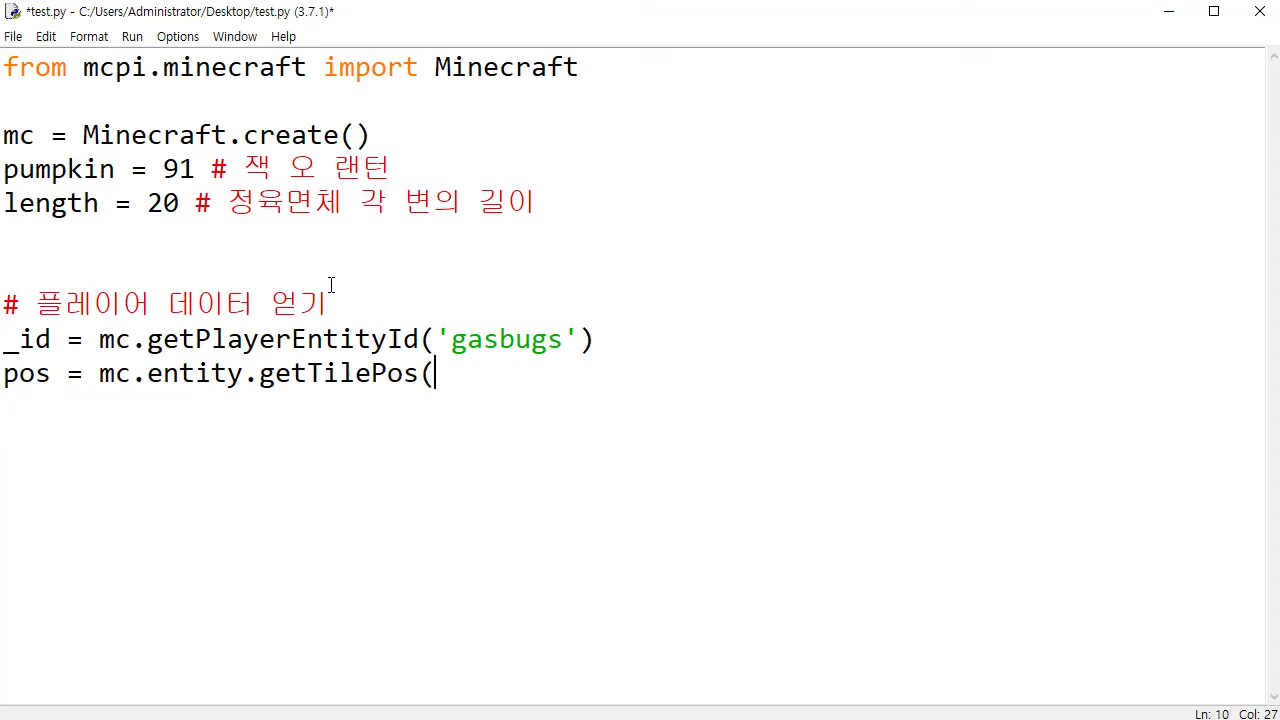 *test.py - C:/Users/Administrator/Desktop/test.py (3.7.1)*
File Edit Format Run Options Window Help
from mcpi.minecraft import Minecraft
mc = Minecraft.create()
pumpkin = 91 # 잭 오 랜턴
length = 20 # 정육면체 각 변의 길이
# 플레이어 데이터 얻기
_id = mc.getPlayerEntityId('gasbugs')
pos = mc.entity.getTilePos(
Ln: 10 Col: 27